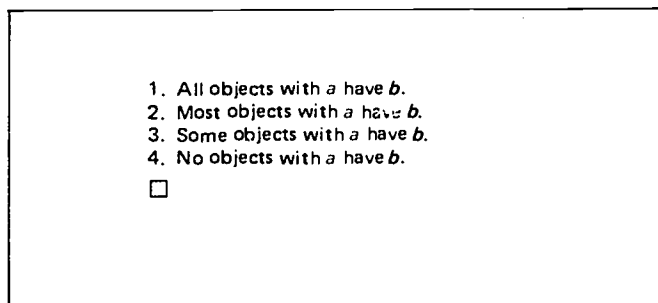 1. All objects with a have b.
2. Most objects with a have b.
3. Some objects with a have b.
4. No objects with a have b.